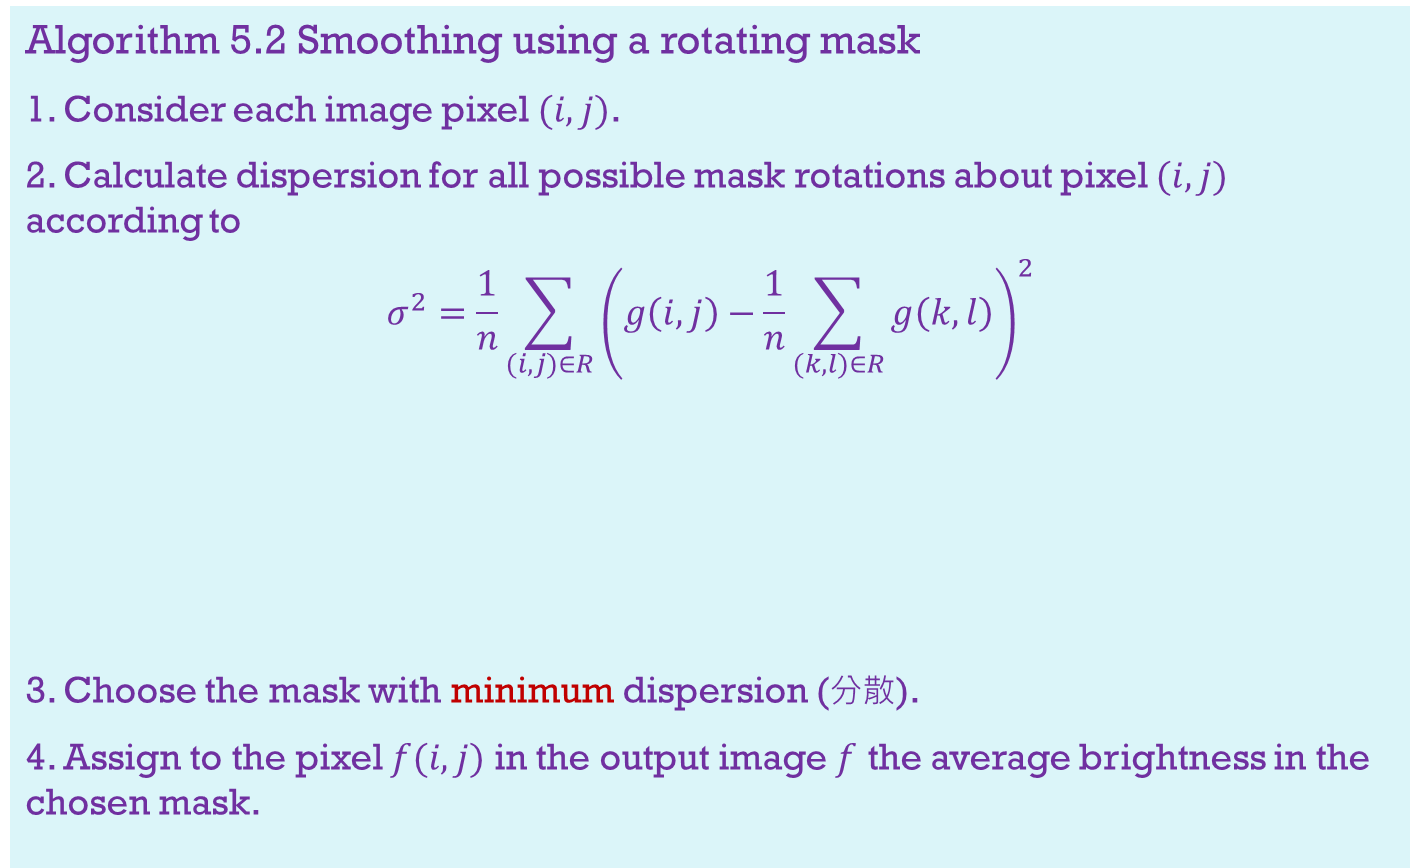 Algorithm 5.2 Smoothing using a rotating mask
1. Consider each image pixel (i, j).
2. Calculate dispersion for all possible mask rotations about pixel (i, j)
according to
σ² = 1/n ∑_{(i,j)∈R} ( g(i, j) − 1/n ∑_{(k,l)∈R} g(k, l) )²
3. Choose the mask with minimum dispersion (分散).
4. Assign to the pixel f(i, j) in the output image f the average brightness in the
chosen mask.